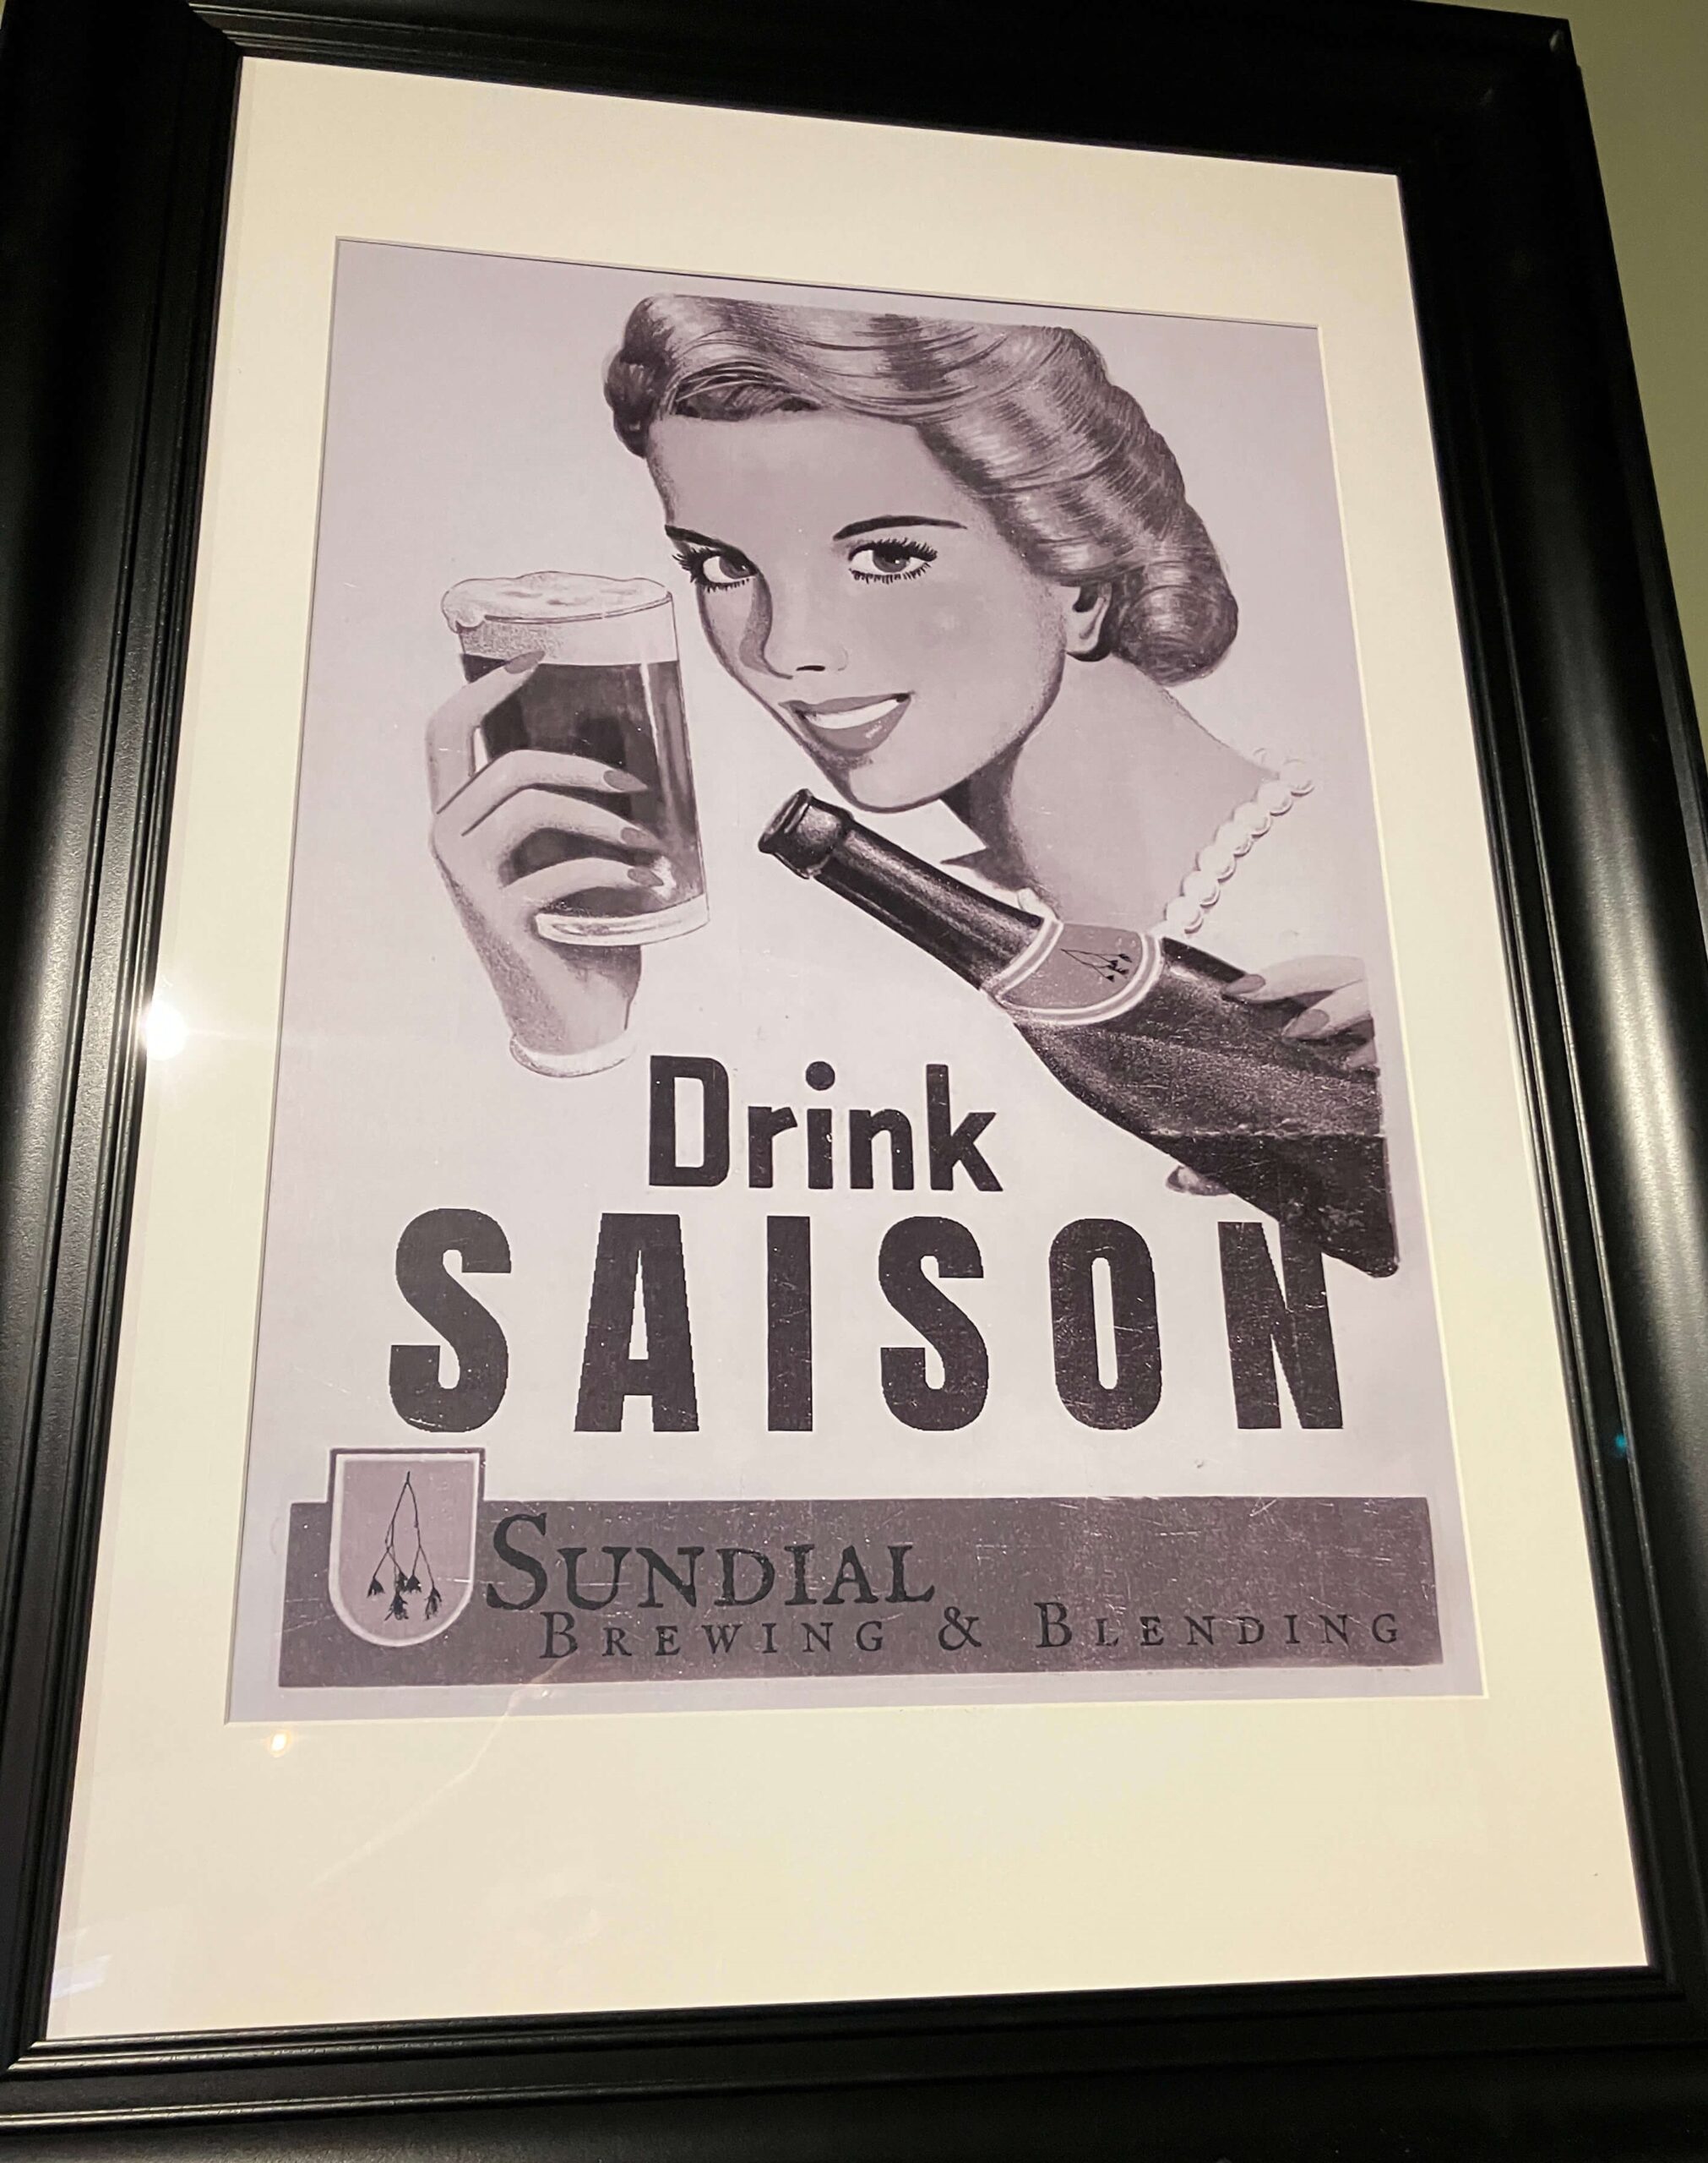 Drink
SAISON
SUNDIAL
BREWING & BLENDING